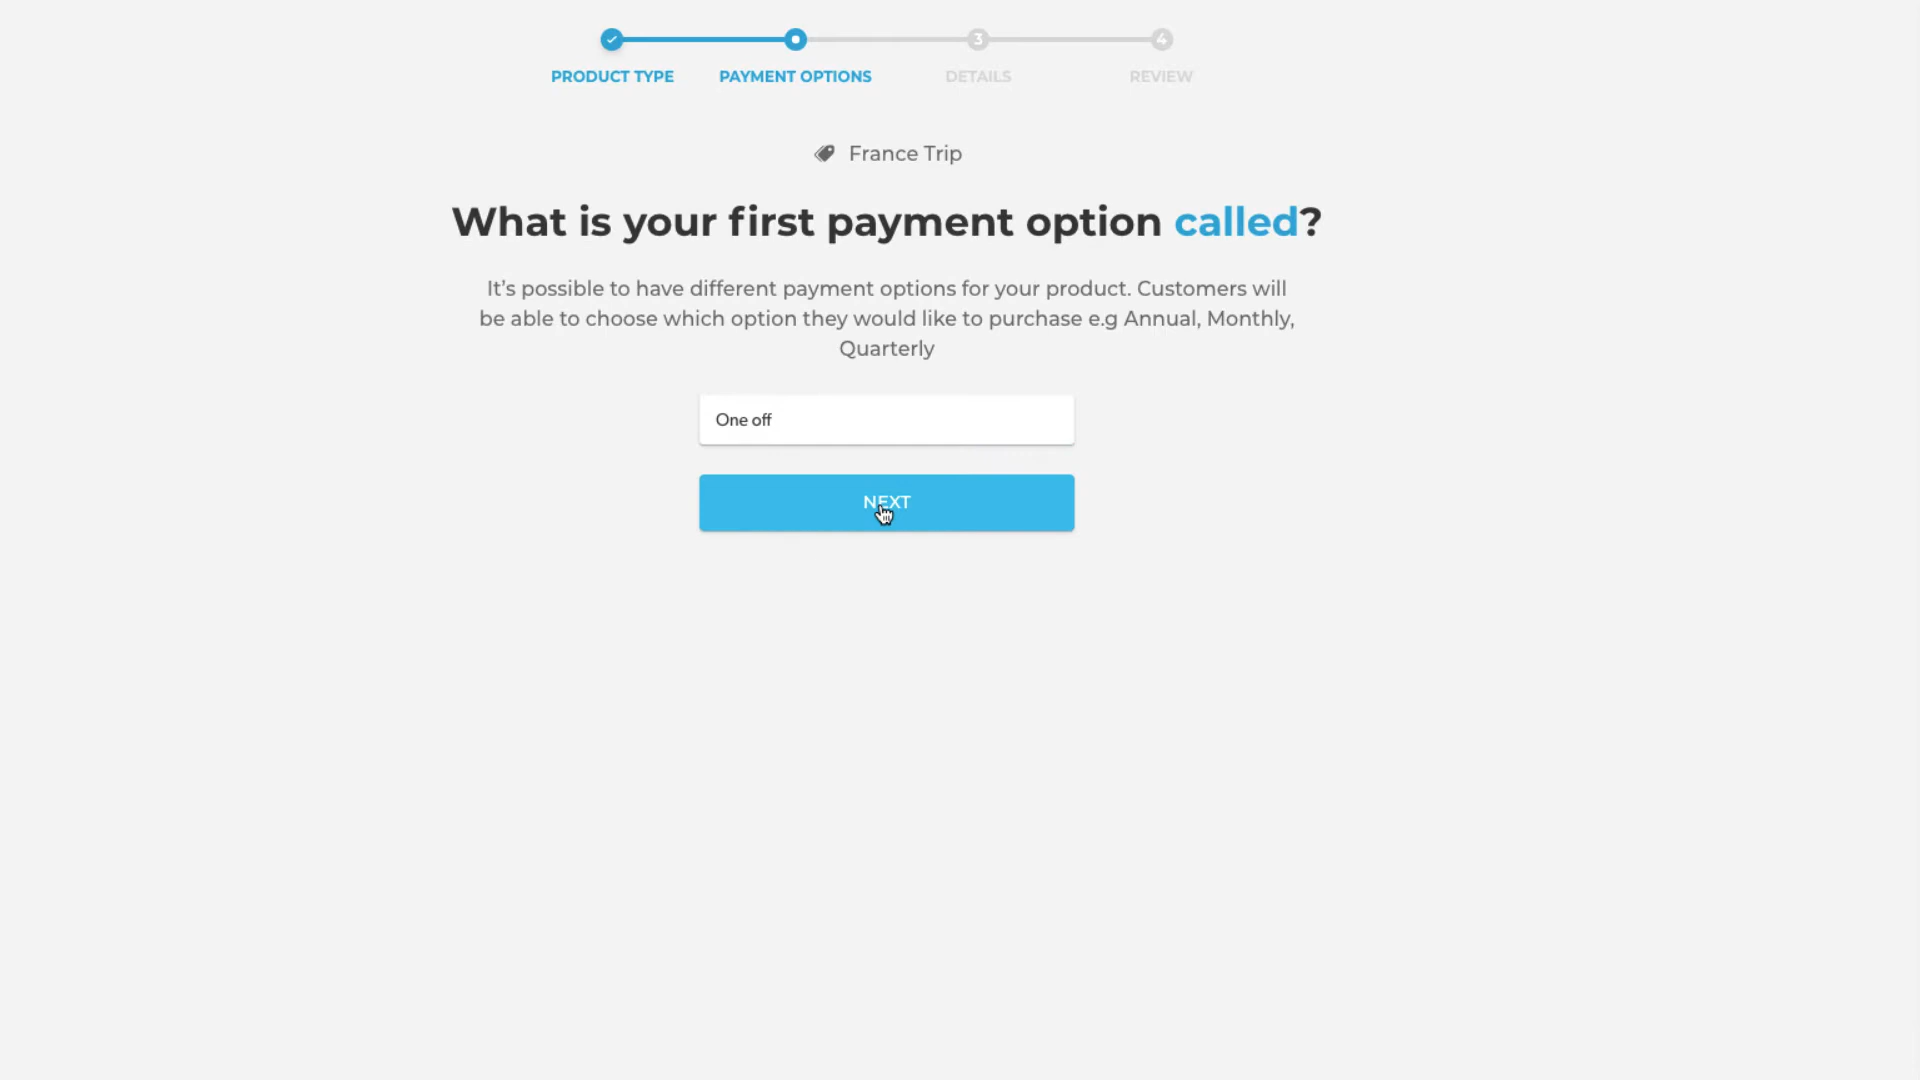 3
4
PRODUCT TYPE
PAYMENT OPTIONS
DETAILS
REVIEW
France Trip
What is your first payment option called?
It's possible to have different payment options for your product. Customers will
be able to choose which option they would like to purchase e.g Annual, Monthly,
Quarterly
One off
NEXT